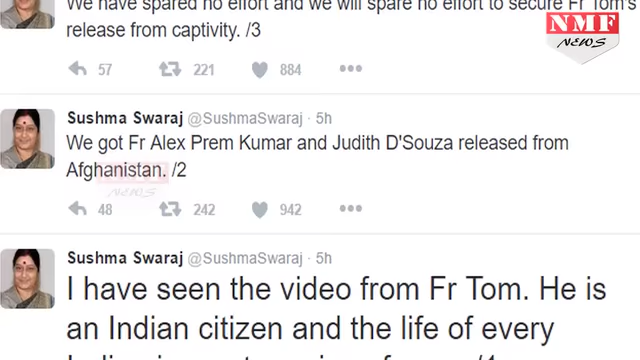 We have spared no effort and we will spare no effort to secure Fr Tom's
release from captivity. /3
57 221 884
NMF
NEWS
Sushma Swaraj @SushmaSwaraj · 5h
We got Fr Alex Prem Kumar and Judith D'Souza released from
Afghanistan. /2
NMF
NEWS
48 242 942
Sushma Swaraj @SushmaSwaraj · 5h
I have seen the video from Fr Tom. He is
an Indian citizen and the life of every